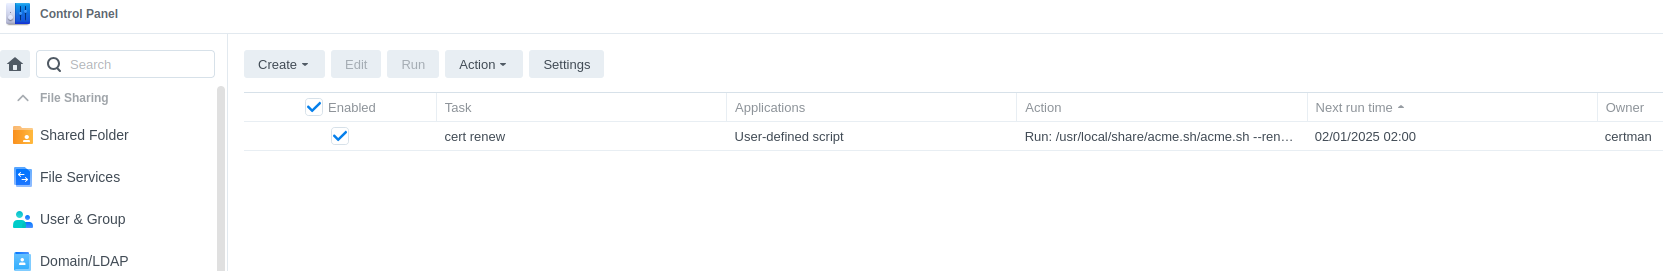 Control Panel
Search
Create Edit Run Action Settings
File Sharing
Enabled Task Applications Action Next run time Owner
Shared Folder
cert renew User-defined script Run: /usr/local/share/acme.sh/acme.sh --ren… 02/01/2025 02:00 certman
File Services
User & Group
Domain/LDAP